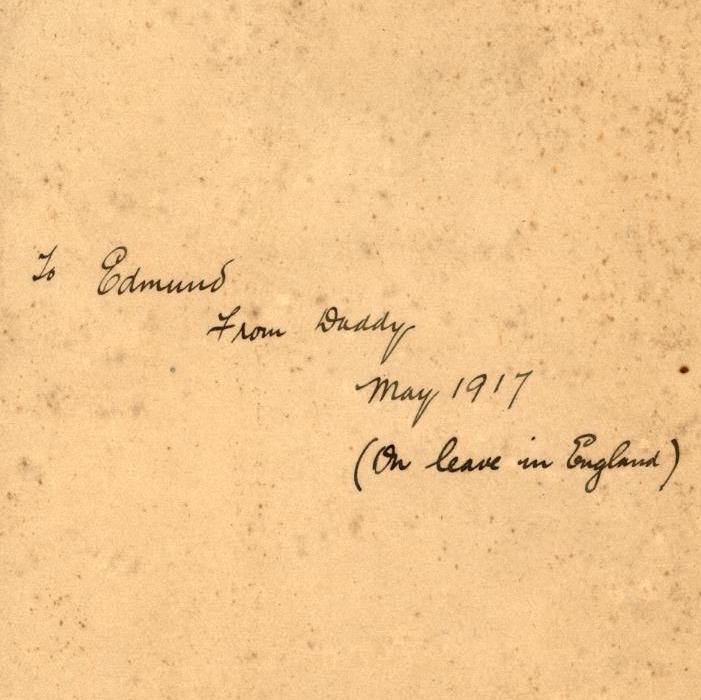 To Edmund
From Daddy
May 1917
(On leave in England)